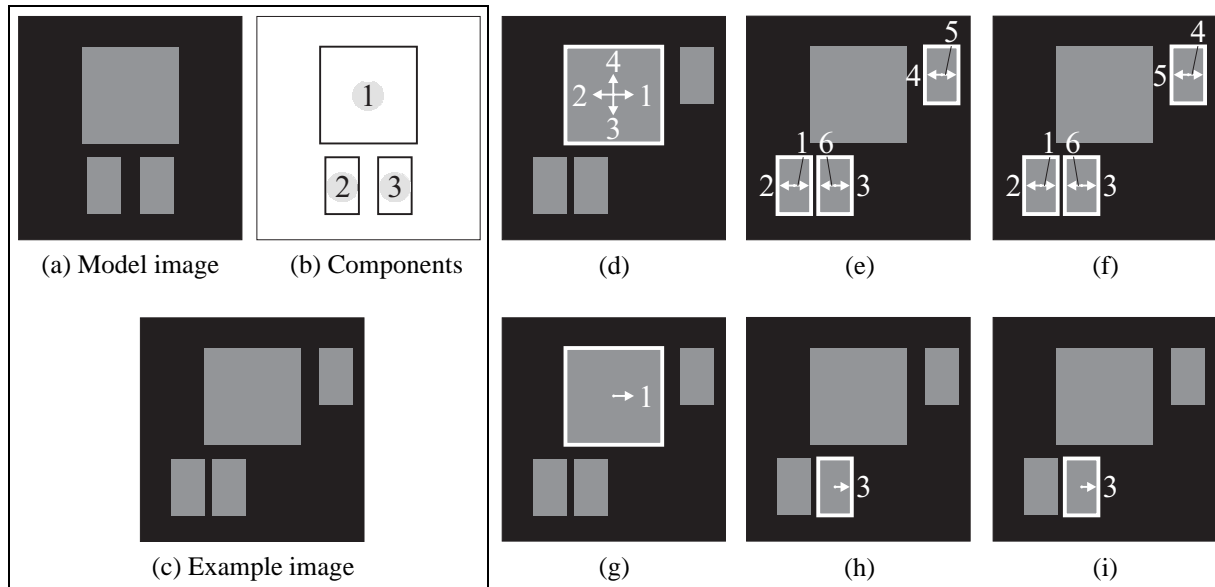 1
2 3
(a) Model image
(b) Components
(c) Example image
4
2 1
3
(d)
5
4
1 6
2 3
(e)
4
5
1 6
2 3
(f)
1
(g)
3
(h)
3
(i)